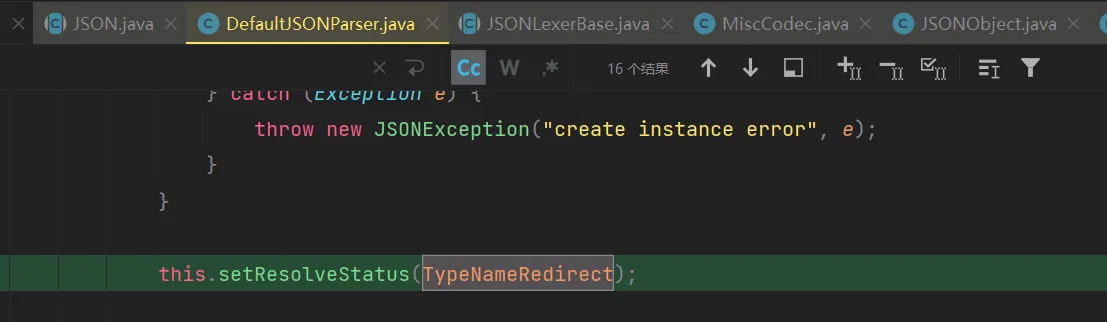 JSON.java DefaultJSONParser.java JSONLexerBase.java MiscCodec.java JSONObject.java
Cc W .* 16 个结果
} catch (Exception e) {
throw new JSONException("create instance error", e);
}
}
this.setResolveStatus(TypeNameRedirect);